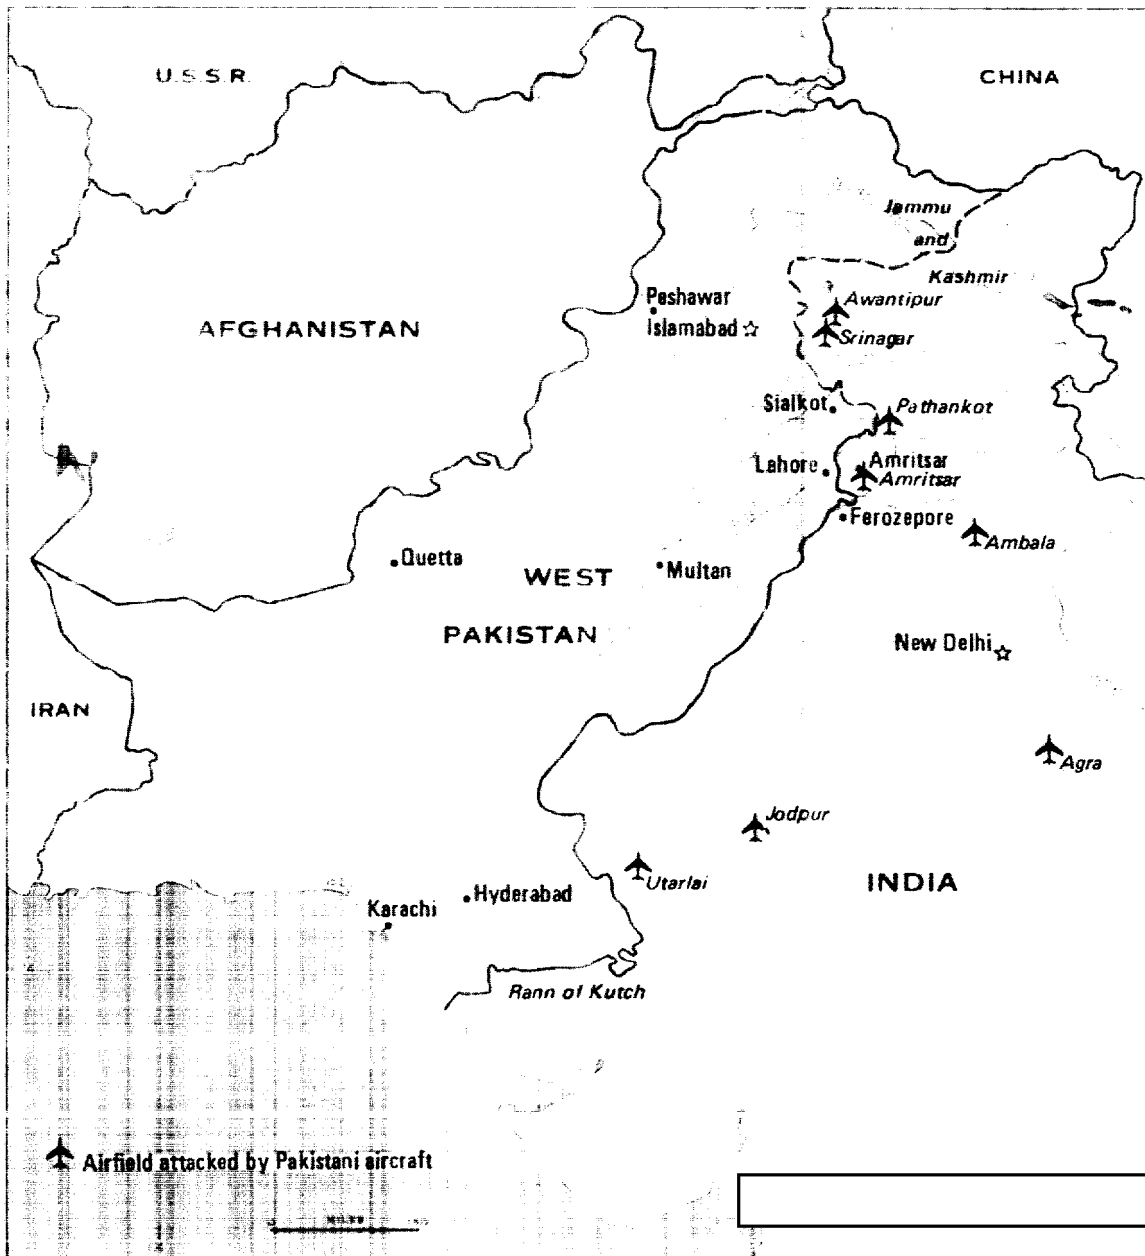 U.S.S.R.
CHINA
Jammu
and
Kashmir
Peshawar
Awantipur
AFGHANISTAN
Islamabad
Srinagar
Sialkot
Pathankot
Lahore
Amritsar
Amritsar
Ferozepore
Ambala
Quetta
WEST
Multan
PAKISTAN
New Delhi
IRAN
Agra
Jodpur
Utarlai
INDIA
Hyderabad
Karachi
Rann of Kutch
Airfield attacked by Pakistani aircraft
MILES